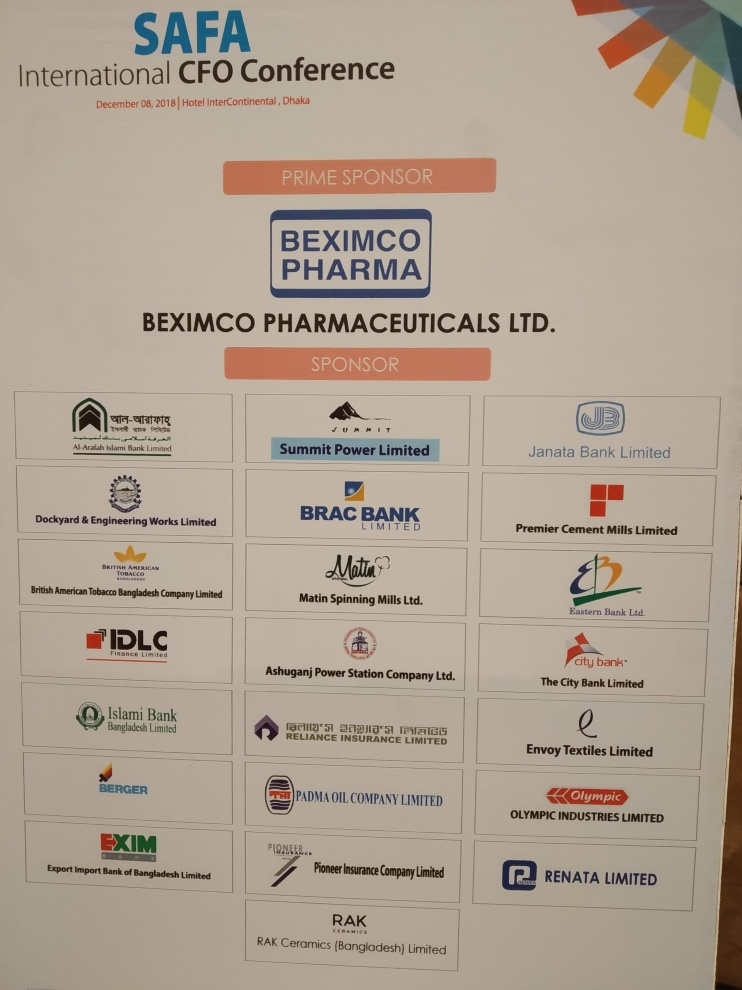 SAFA
International CFO Conference
December 08, 2018 | Hotel InterContinental , Dhaka
PRIME SPONSOR
BEXIMCO
PHARMA
BEXIMCO PHARMACEUTICALS LTD.
SPONSOR
আল-আরাফাহ্
ইসলামী ব্যাংক লিমিটেড
Al-Arafah Islami Bank Limited
SUMMIT
Summit Power Limited
JB
Janata Bank Limited
Dockyard & Engineering Works Limited
BRAC BANK
LIMITED
Premier Cement Mills Limited
BRITISH AMERICAN
TOBACCO
BANGLADESH
British American Tobacco Bangladesh Company Limited
Matin
Matin Spinning Mills Ltd.
Eastern Bank Ltd.
IDLC
Finance Limited
Ashuganj Power Station Company Ltd.
city bank
The City Bank Limited
Islami Bank
Bangladesh Limited
রিলায়েন্স ইন্স্যুরেন্স লিমিটেড
RELIANCE INSURANCE LIMITED
e
Envoy Textiles Limited
BERGER
PADMA OIL COMPANY LIMITED
Olympic
OLYMPIC INDUSTRIES LIMITED
EXIM
BANK
Export Import Bank of Bangladesh Limited
PIONEER
INSURANCE
Pioneer Insurance Company Limited
RENATA
RENATA LIMITED
RAK
CERAMICS
RAK Ceramics (Bangladesh) Limited